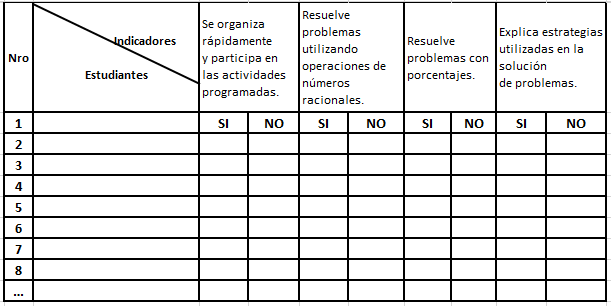 Nro
Indicadores
Estudiantes
Se organiza
rápidamente
y participa en
las actividades
programadas.
Resuelve
problemas
utilizando
operaciones de
números
racionales.
Resuelve
problemas con
porcentajes.
Explica estrategias
utilizadas en la
solución
de problemas.
1 SI NO SI NO SI NO SI NO
2
3
4
5
6
7
8
...